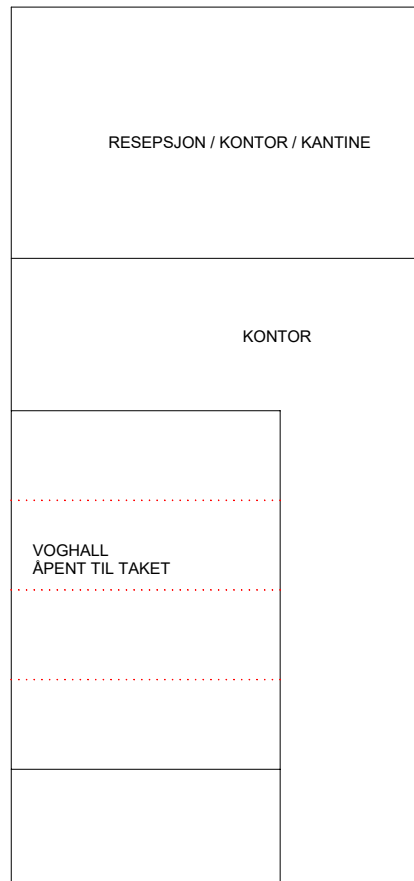 RESEPSJON / KONTOR / KANTINE
KONTOR
VOGHALL
ÅPENT TIL TAKET